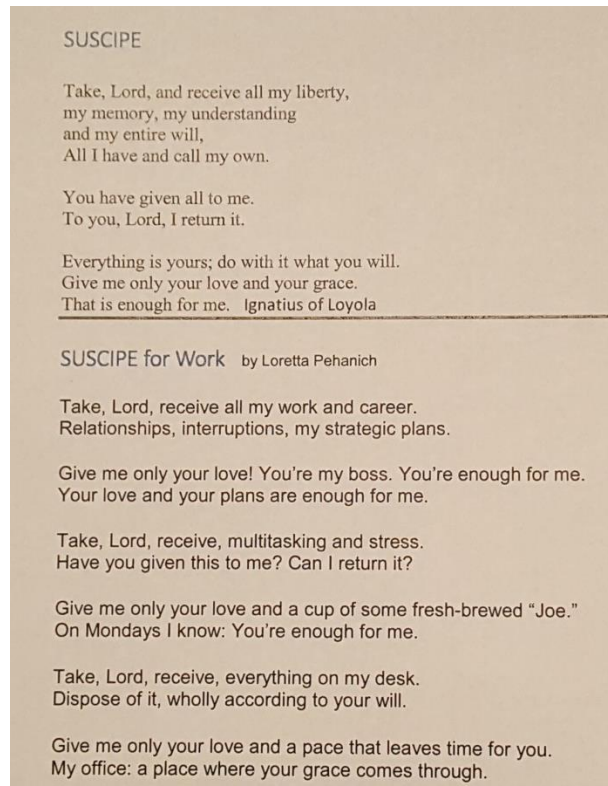 SUSCIPE
Take, Lord, and receive all my liberty,
my memory, my understanding
and my entire will,
All I have and call my own.
You have given all to me.
To you, Lord, I return it.
Everything is yours; do with it what you will.
Give me only your love and your grace.
That is enough for me. Ignatius of Loyola
SUSCIPE for Work by Loretta Pehanich
Take, Lord, receive all my work and career.
Relationships, interruptions, my strategic plans.
Give me only your love! You're my boss. You're enough for me.
Your love and your plans are enough for me.
Take, Lord, receive, multitasking and stress.
Have you given this to me? Can I return it?
Give me only your love and a cup of some fresh-brewed “Joe.”
On Mondays I know: You're enough for me.
Take, Lord, receive, everything on my desk.
Dispose of it, wholly according to your will.
Give me only your love and a pace that leaves time for you.
My office: a place where your grace comes through.